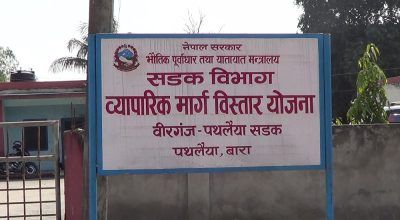 नेपाल सरकार
भौतिक पूर्वाधार तथा यातायात मन्त्रालय
सडक विभाग
व्यापारिक मार्ग विस्तार योजना
वीरगंज-पथलैया सडक
पथलैया, बारा